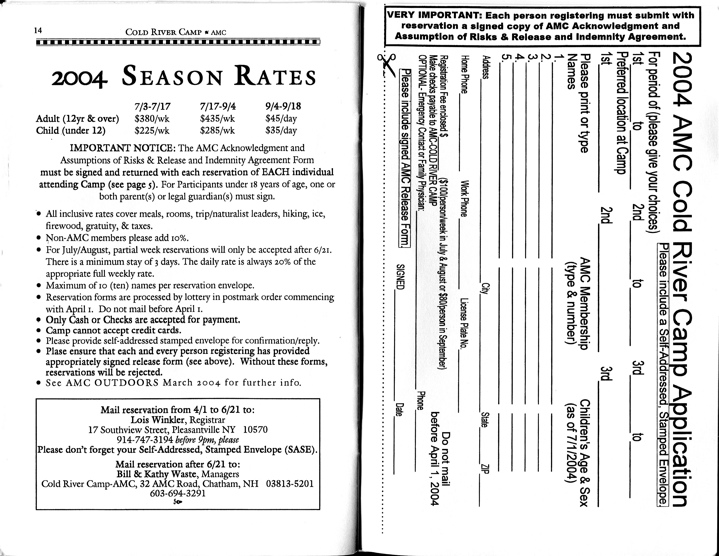 14
COLD RIVER CAMP ■ AMC
2004 SEASON RATES
7/3-7/17 7/17-9/4 9/4-9/18
Adult (12yr & over) $380/wk $435/wk $45/day
Child (under 12) $225/wk $285/wk $35/day
IMPORTANT NOTICE: The AMC Acknowledgment and
Assumptions of Risks & Release and Indemnity Agreement Form
must be signed and returned with each reservation of EACH individual
attending Camp (see page 5). For Participants under 18 years of age, one or
both parent(s) or legal guardian(s) must sign.
• All inclusive rates cover meals, rooms, trip/naturalist leaders, hiking, ice,
firewood, gratuity, & taxes.
• Non-AMC members please add 10%.
• For July/August, partial week reservations will only be accepted after 6/21.
There is a minimum stay of 3 days. The daily rate is always 20% of the
appropriate full weekly rate.
• Maximum of 10 (ten) names per reservation envelope.
• Reservation forms are processed by lottery in postmark order commencing
with April 1. Do not mail before April 1.
• Only Cash or Checks are accepted for payment.
• Camp cannot accept credit cards.
• Please provide self-addressed stamped envelope for confirmation/reply.
• Plase ensure that each and every person registering has provided
appropriately signed release form (see above). Without these forms,
reservations will be rejected.
• See AMC OUTDOORS March 2004 for further info.
Mail reservation from 4/1 to 6/21 to:
Lois Winkler, Registrar
17 Southview Street, Pleasantville NY 10570
914-747-3194 before 9pm, please
Please don't forget your Self-Addressed, Stamped Envelope (SASE).
Mail reservation after 6/21 to:
Bill & Kathy Waste, Managers
Cold River Camp-AMC, 32 AMC Road, Chatham, NH 03813-5201
603-694-3291
VERY IMPORTANT: Each person registering must submit with
reservation a signed copy of AMC Acknowledgment and
Assumption of Risks & Release and Indemnity Agreement.
2004 AMC Cold River Camp Application
Please include a Self-Addressed, Stamped Envelope
For period of (please give your choices)
1st to 2nd to 3rd to
Preferred location at Camp
1st 2nd 3rd
Please print or type AMC Membership Children's Age & Sex
Names (type & number) (as of 7/1/2004)
1.
2.
3.
4.
5.
Address City State ZIP
Home Phone Work Phone License Plate No.
Registration Fee enclosed $ ($100/person/week in July & August or $80/person in September) Do not mail
Make checks payable to AMC-COLD RIVER CAMP before April 1, 2004
OPTIONAL - Emergency Contact or Family Physician: Phone
Please include signed AMC Release Form. SIGNED Date